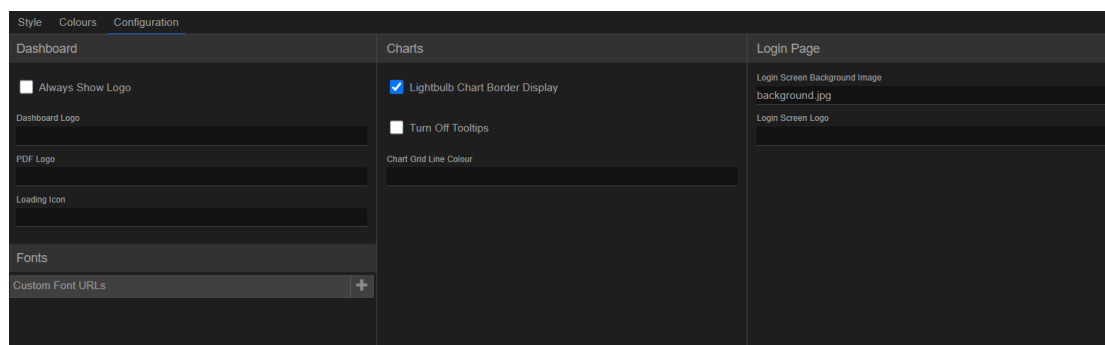 Style Colours Configuration
Dashboard
Always Show Logo
Dashboard Logo
PDF Logo
Loading Icon
Fonts
Custom Font URLs
Charts
Lightbulb Chart Border Display
Turn Off Tooltips
Chart Grid Line Colour
Login Page
Login Screen Background Image
background.jpg
Login Screen Logo